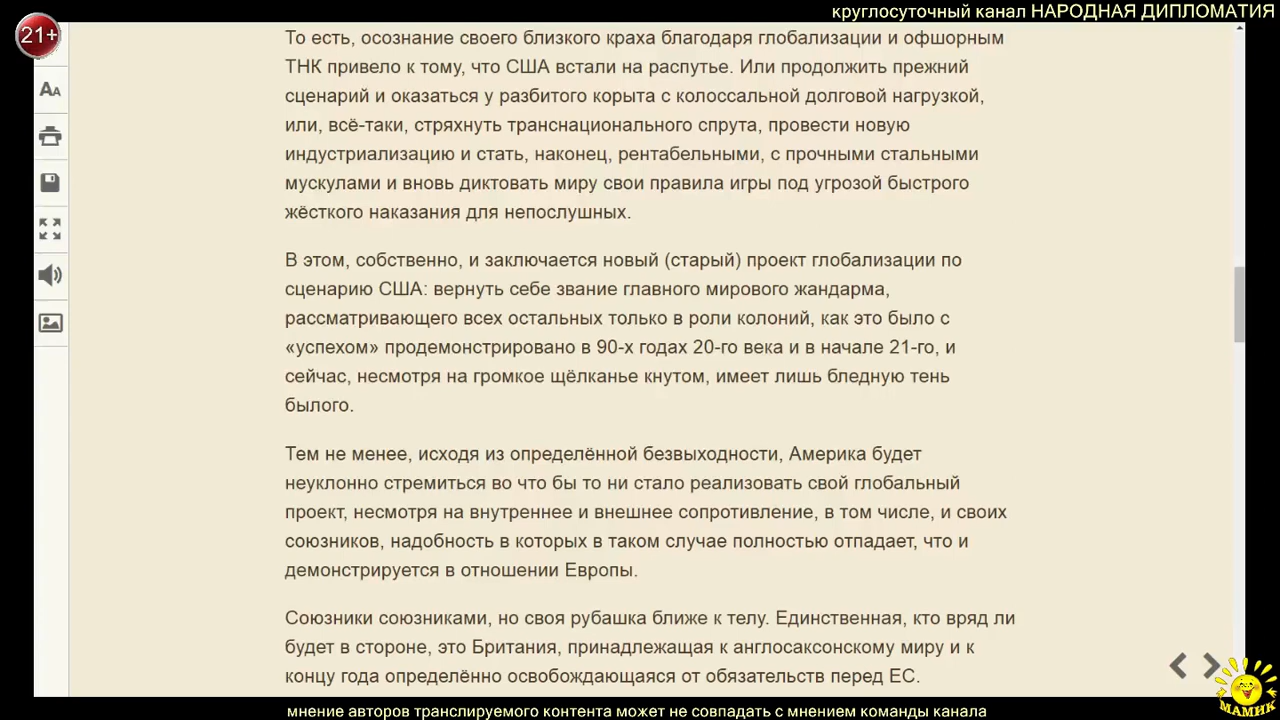 круглосуточный канал НАРОДНАЯ ДИПЛОМАТИЯ
21+
То есть, осознание своего близкого краха благодаря глобализации и офшорным
ТНК привело к тому, что США встали на распутье. Или продолжить прежний
сценарий и оказаться у разбитого корыта с колоссальной долговой нагрузкой,
или, всё-таки, стряхнуть транснационального спрута, провести новую
индустриализацию и стать, наконец, рентабельными, с прочными стальными
мускулами и вновь диктовать миру свои правила игры под угрозой быстрого
жёсткого наказания для непослушных.
В этом, собственно, и заключается новый (старый) проект глобализации по
сценарию США: вернуть себе звание главного мирового жандарма,
рассматривающего всех остальных только в роли колоний, как это было с
«успехом» продемонстрировано в 90-х годах 20-го века и в начале 21-го, и
сейчас, несмотря на громкое щёлканье кнутом, имеет лишь бледную тень
былого.
Тем не менее, исходя из определённой безвыходности, Америка будет
неуклонно стремиться во что бы то ни стало реализовать свой глобальный
проект, несмотря на внутреннее и внешнее сопротивление, в том числе, и своих
союзников, надобность в которых в таком случае полностью отпадает, что и
демонстрируется в отношении Европы.
Союзники союзниками, но своя рубашка ближе к телу. Единственная, кто вряд ли
будет в стороне, это Британия, принадлежащая к англосаксонскому миру и к
концу года определённо освобождающаяся от обязательств перед ЕС.
МАМИК
мнение авторов транслируемого контента может не совпадать с мнением команды канала